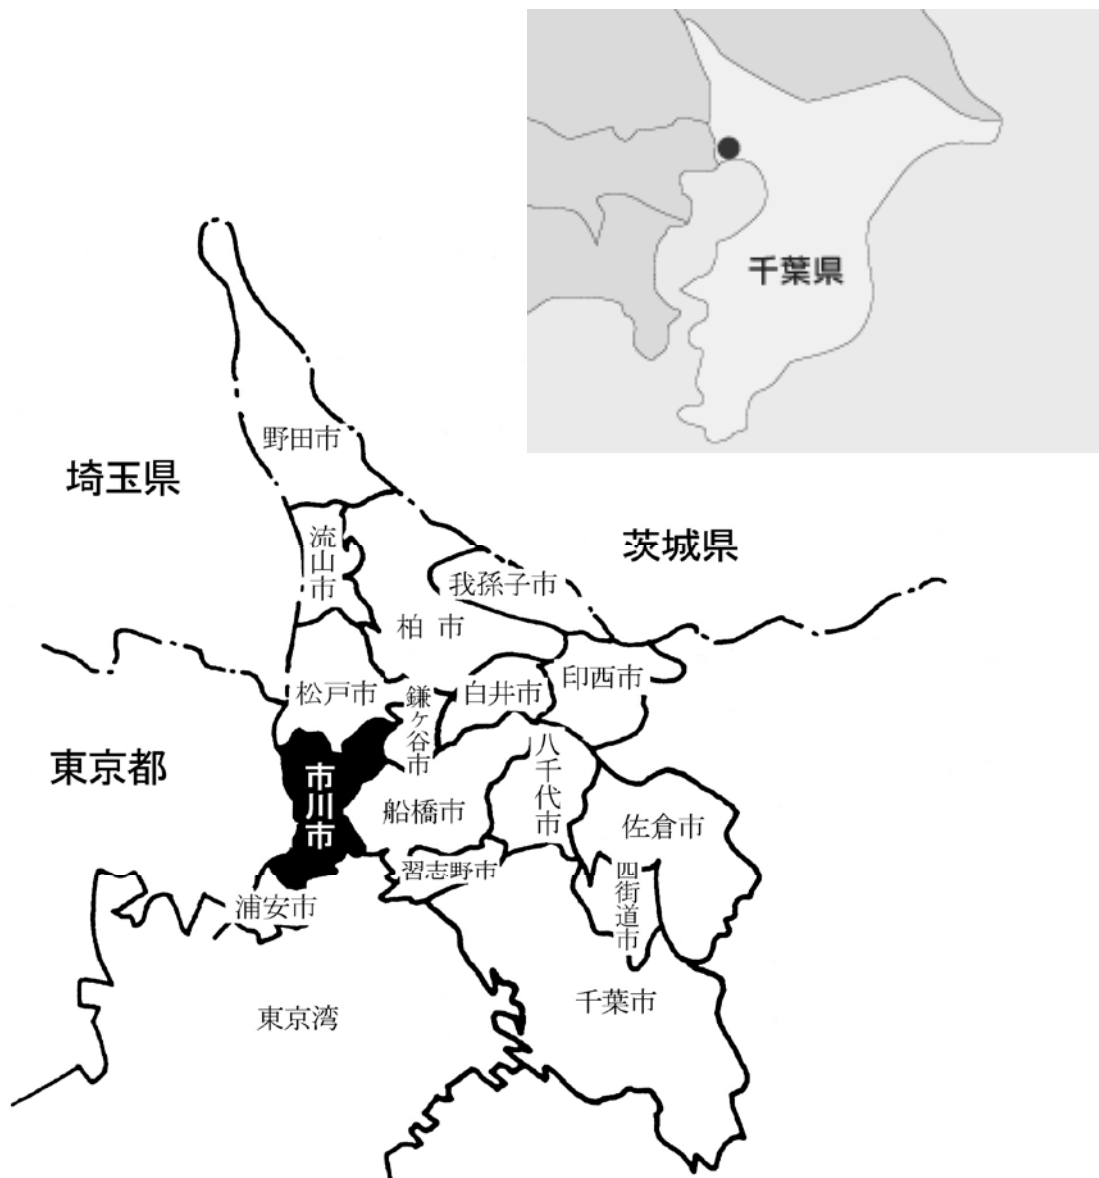 千葉県
野田市
埼玉県
流山市
茨城県
我孫子市
柏市
松戸市
鎌ケ谷市
白井市
印西市
東京都
市川市
船橋市
八千代市
佐倉市
習志野市
四街道市
浦安市
千葉市
東京湾